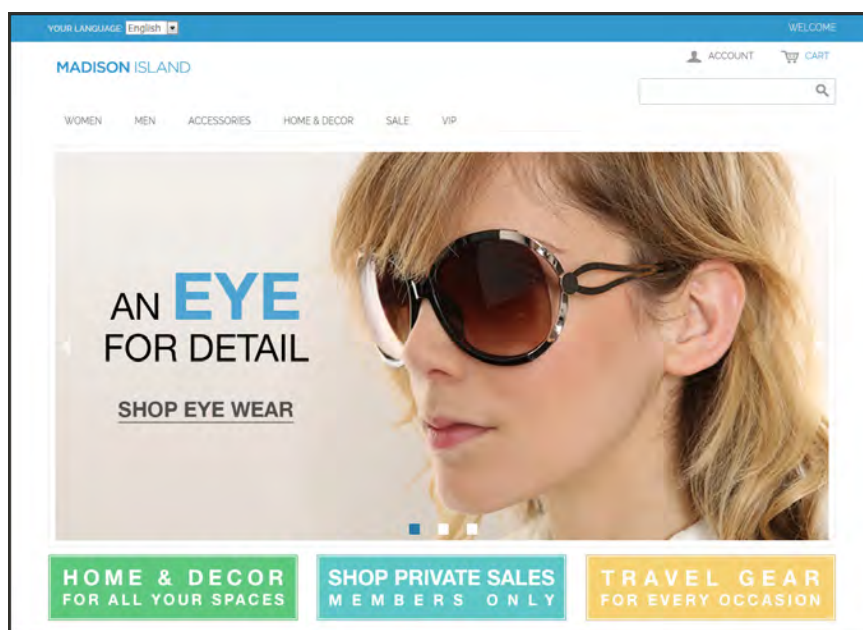 YOUR LANGUAGE: English
WELCOME
MADISON ISLAND
ACCOUNT
CART
WOMEN MEN ACCESSORIES HOME & DECOR SALE VIP
AN EYE
FOR DETAIL
SHOP EYE WEAR
HOME & DECOR
FOR ALL YOUR SPACES
SHOP PRIVATE SALES
MEMBERS ONLY
TRAVEL GEAR
FOR EVERY OCCASION